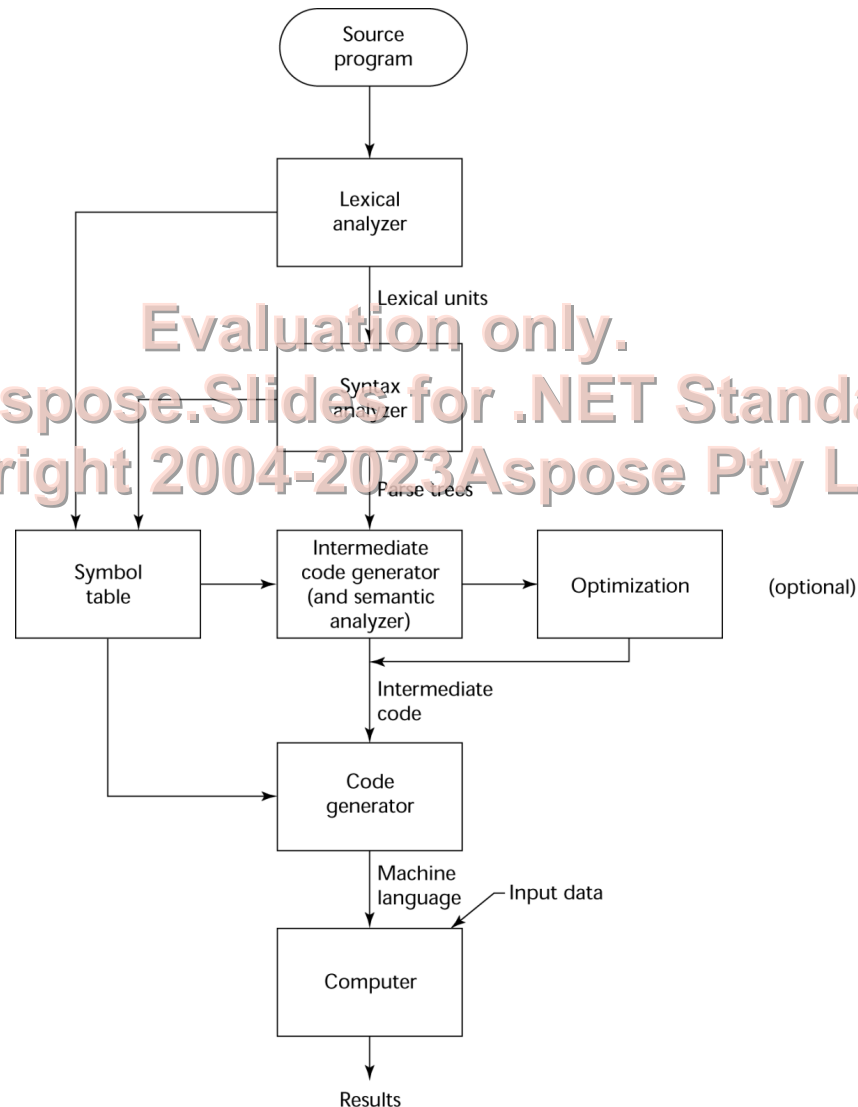 Source
program
Lexical
analyzer
Lexical units
Evaluation only.
Syntax
analyzer
spose.Slides for .NET Standa
right 2004-2023Aspose Pty L
Parse trees
Symbol
table
Intermediate
code generator
(and semantic
analyzer)
Optimization
(optional)
Intermediate
code
Code
generator
Machine
language
Input data
Computer
Results